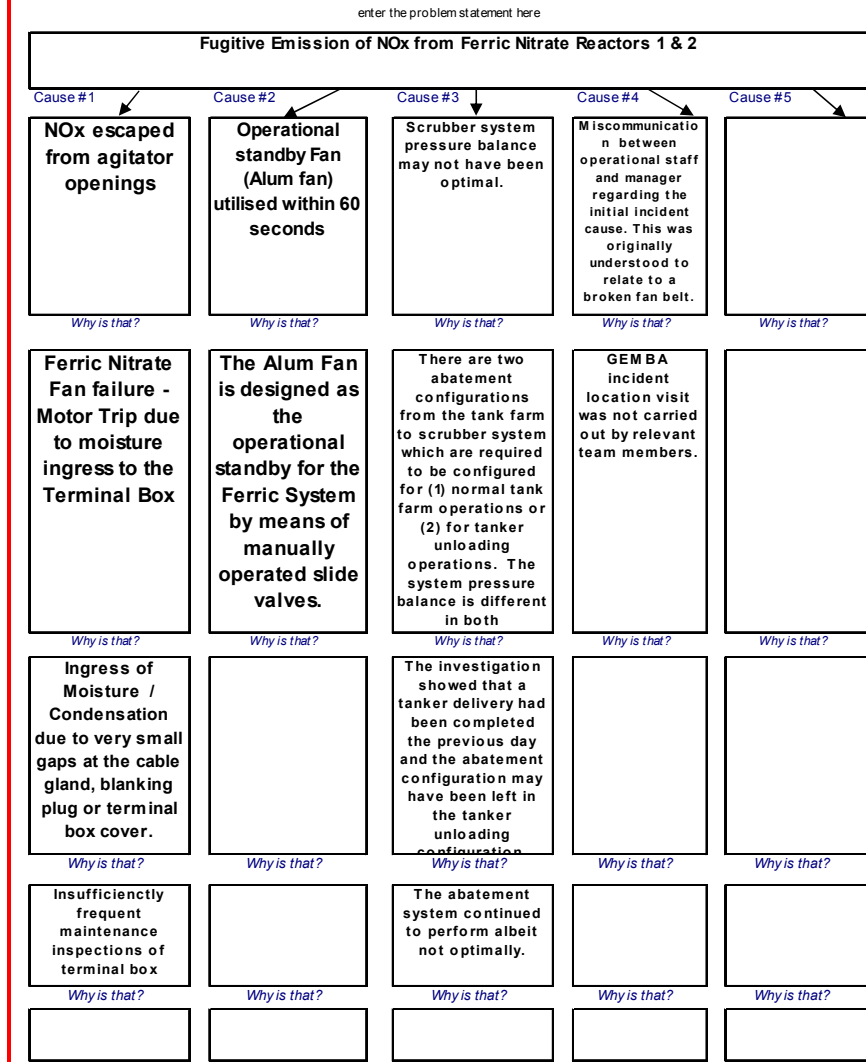 enter the problem statement here
Fugitive Emission of NOx from Ferric Nitrate Reactors 1 & 2
Cause #1
Cause #2
Cause #3
Cause #4
Cause #5
NOx escaped
from agitator
openings
Operational
standby Fan
(Alum fan)
utilised within 60
seconds
Scrubber system
pressure balance
may not have been
optimal.
Miscommunicatio
n between
operational staff
and manager
regarding the
initial incident
cause. This was
originally
understood to
relate to a
broken fan belt.
Why is that?
Why is that?
Why is that?
Why is that?
Why is that?
Ferric Nitrate
Fan failure -
Motor Trip due
to moisture
ingress to the
Terminal Box
The Alum Fan
is designed as
the
operational
standby for the
Ferric System
by means of
manually
operated slide
valves.
There are two
abatement
configurations
from the tank farm
to scrubber system
which are required
to be configured
for (1) normal tank
farm operations or
(2) for tanker
unloading
operations. The
system pressure
balance is different
in both
GEMBA
incident
location visit
was not carried
out by relevant
team members.
Why is that?
Why is that?
Why is that?
Why is that?
Why is that?
Ingress of
Moisture /
Condensation
due to very small
gaps at the cable
gland, blanking
plug or terminal
box cover.
The investigation
showed that a
tanker delivery had
been completed
the previous day
and the abatement
configuration may
have been left in
the tanker
unloading
configuration
Why is that?
Why is that?
Why is that?
Why is that?
Why is that?
Insufficienctly
frequent
maintenance
inspections of
terminal box
The abatement
system continued
to perform albeit
not optimally.
Why is that?
Why is that?
Why is that?
Why is that?
Why is that?